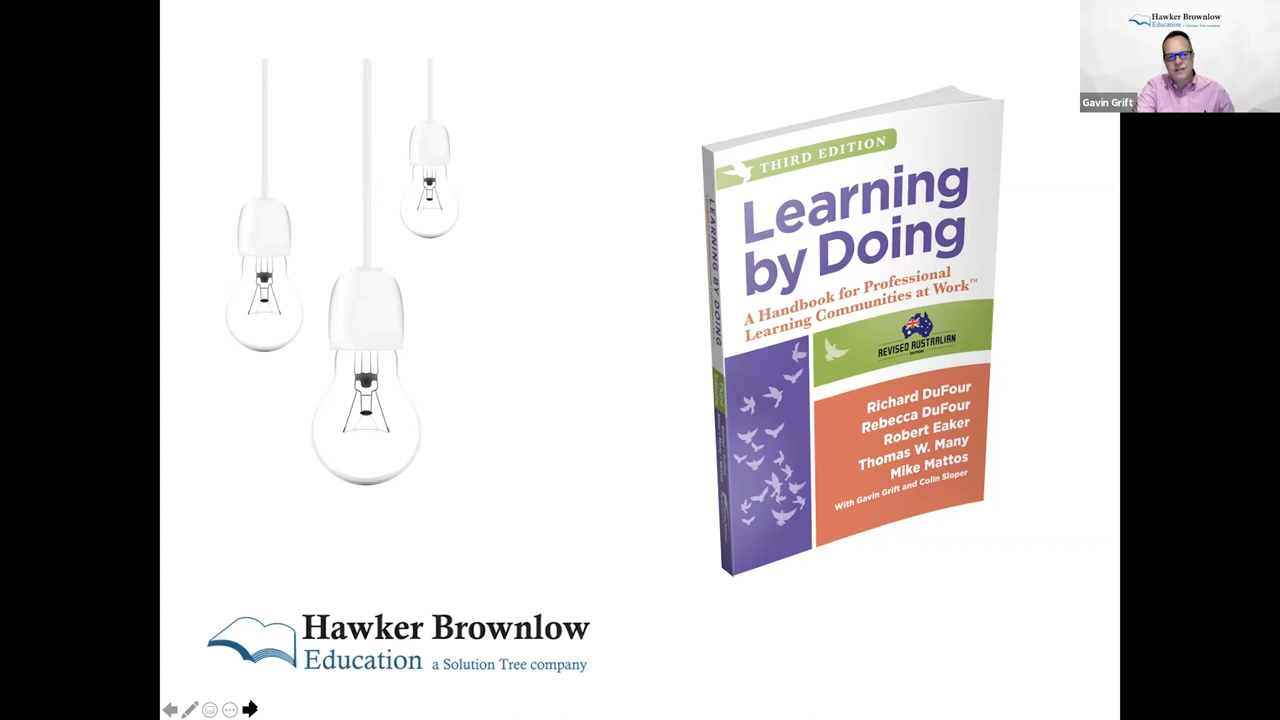 Hawker Brownlow
Education a Solution Tree company
Gavin Grift
THIRD EDITION
Learning
by Doing
A Handbook for Professional
Learning Communities at Work™
REVISED AUSTRALIAN
EDITION
Richard DuFour
Rebecca DuFour
Robert Eaker
Thomas W. Many
Mike Mattos
With Gavin Grift and Colin Sloper
LEARNING BY DOING
Hawker Brownlow
Education a Solution Tree company